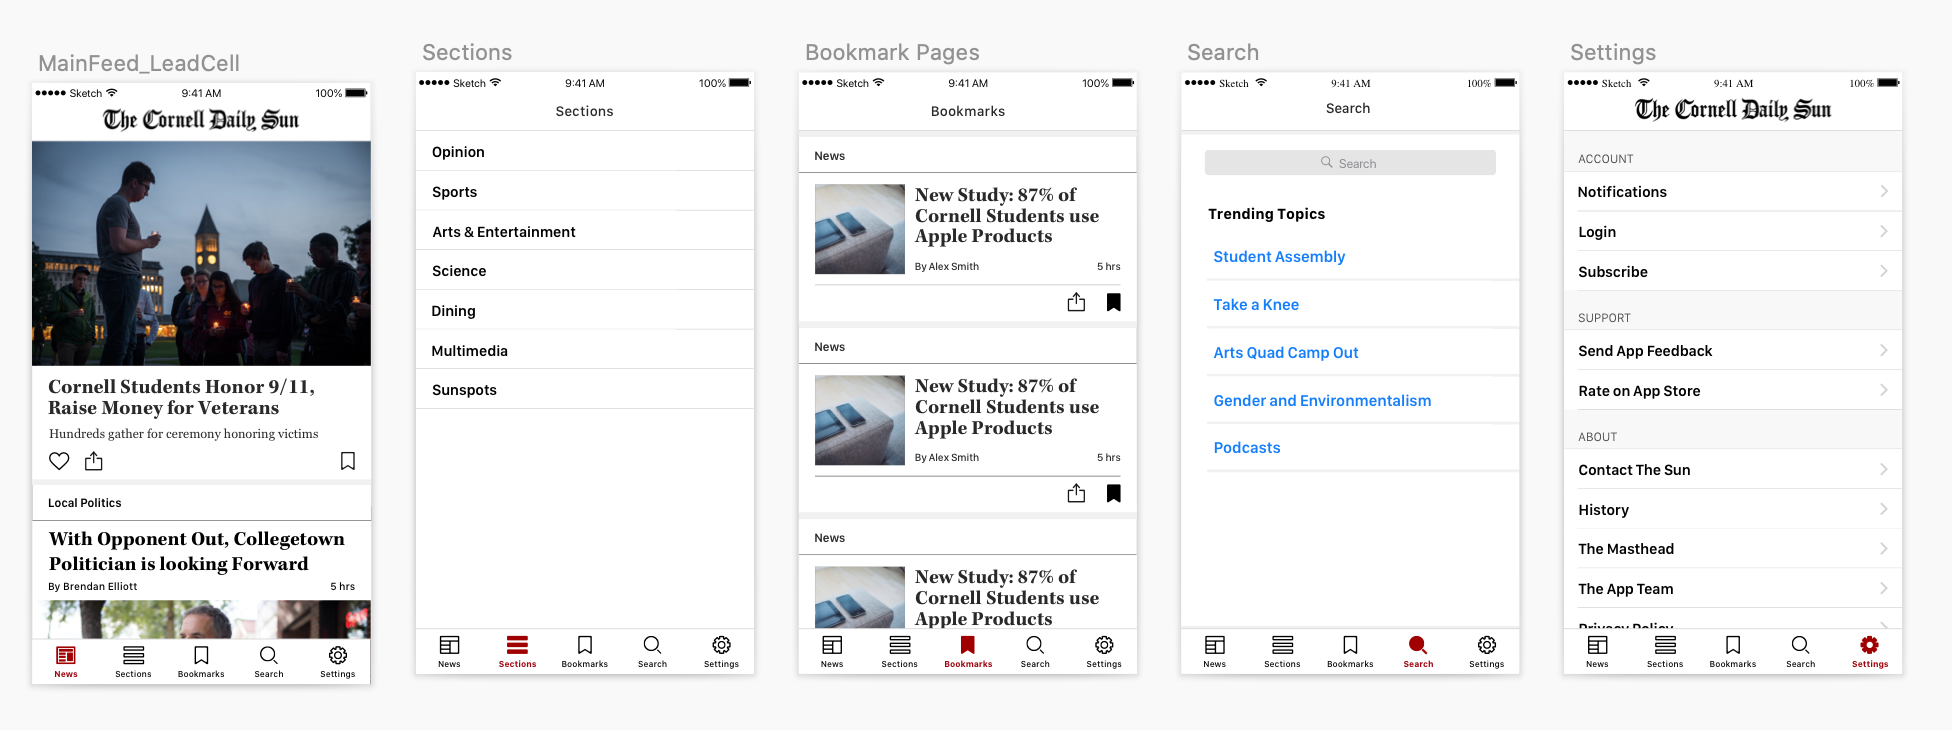 MainFeed_LeadCell
Sketch 9:41 AM 100%
The Cornell Daily Sun
Cornell Students Honor 9/11,
Raise Money for Veterans
Hundreds gather for ceremony honoring victims
Local Politics
With Opponent Out, Collegetown
Politician is looking Forward
By Brendan Elliott 5 hrs
News Sections Bookmarks Search Settings
Sections
Sketch 9:41 AM 100%
Sections
Opinion
Sports
Arts & Entertainment
Science
Dining
Multimedia
Sunspots
News Sections Bookmarks Search Settings
Bookmark Pages
Sketch 9:41 AM 100%
Bookmarks
News
New Study: 87% of
Cornell Students use
Apple Products
By Alex Smith 5 hrs
News
New Study: 87% of
Cornell Students use
Apple Products
By Alex Smith 5 hrs
News
New Study: 87% of
Cornell Students use
Apple Products
News Sections Bookmarks Search Settings
Search
Sketch 9:41 AM 100%
Search
Search
Trending Topics
Student Assembly
Take a Knee
Arts Quad Camp Out
Gender and Environmentalism
Podcasts
News Sections Bookmarks Search Settings
Settings
Sketch 9:41 AM 100%
The Cornell Daily Sun
ACCOUNT
Notifications
Login
Subscribe
SUPPORT
Send App Feedback
Rate on App Store
ABOUT
Contact The Sun
History
The Masthead
The App Team
Privacy Policy
News Sections Bookmarks Search Settings